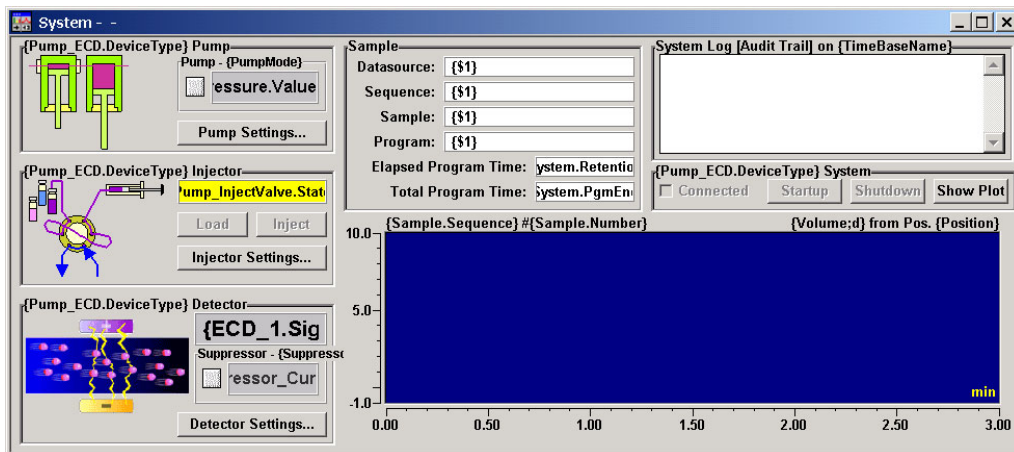 System - -
{Pump_ECD.DeviceType} Pump
Pump - {PumpMode}
ressure.Value
Pump Settings...
{Pump_ECD.DeviceType} Injector
Pump_InjectValve.State
Load Inject
Injector Settings...
{Pump_ECD.DeviceType} Detector
{ECD_1.Sig
Suppressor - {Suppresso
ressor_Cur
Detector Settings...
Sample
Datasource: {$1}
Sequence: {$1}
Sample: {$1}
Program: {$1}
Elapsed Program Time: ystem.Retentio
Total Program Time: System.PgmEn
System Log [Audit Trail] on {TimeBaseName}
{Pump_ECD.DeviceType} System
Connected Startup Shutdown Show Plot
{Sample.Sequence} #{Sample.Number} {Volume;d} from Pos. {Position}
10.0
5.0
-1.0
min
0.00 0.50 1.00 1.50 2.00 2.50 3.00